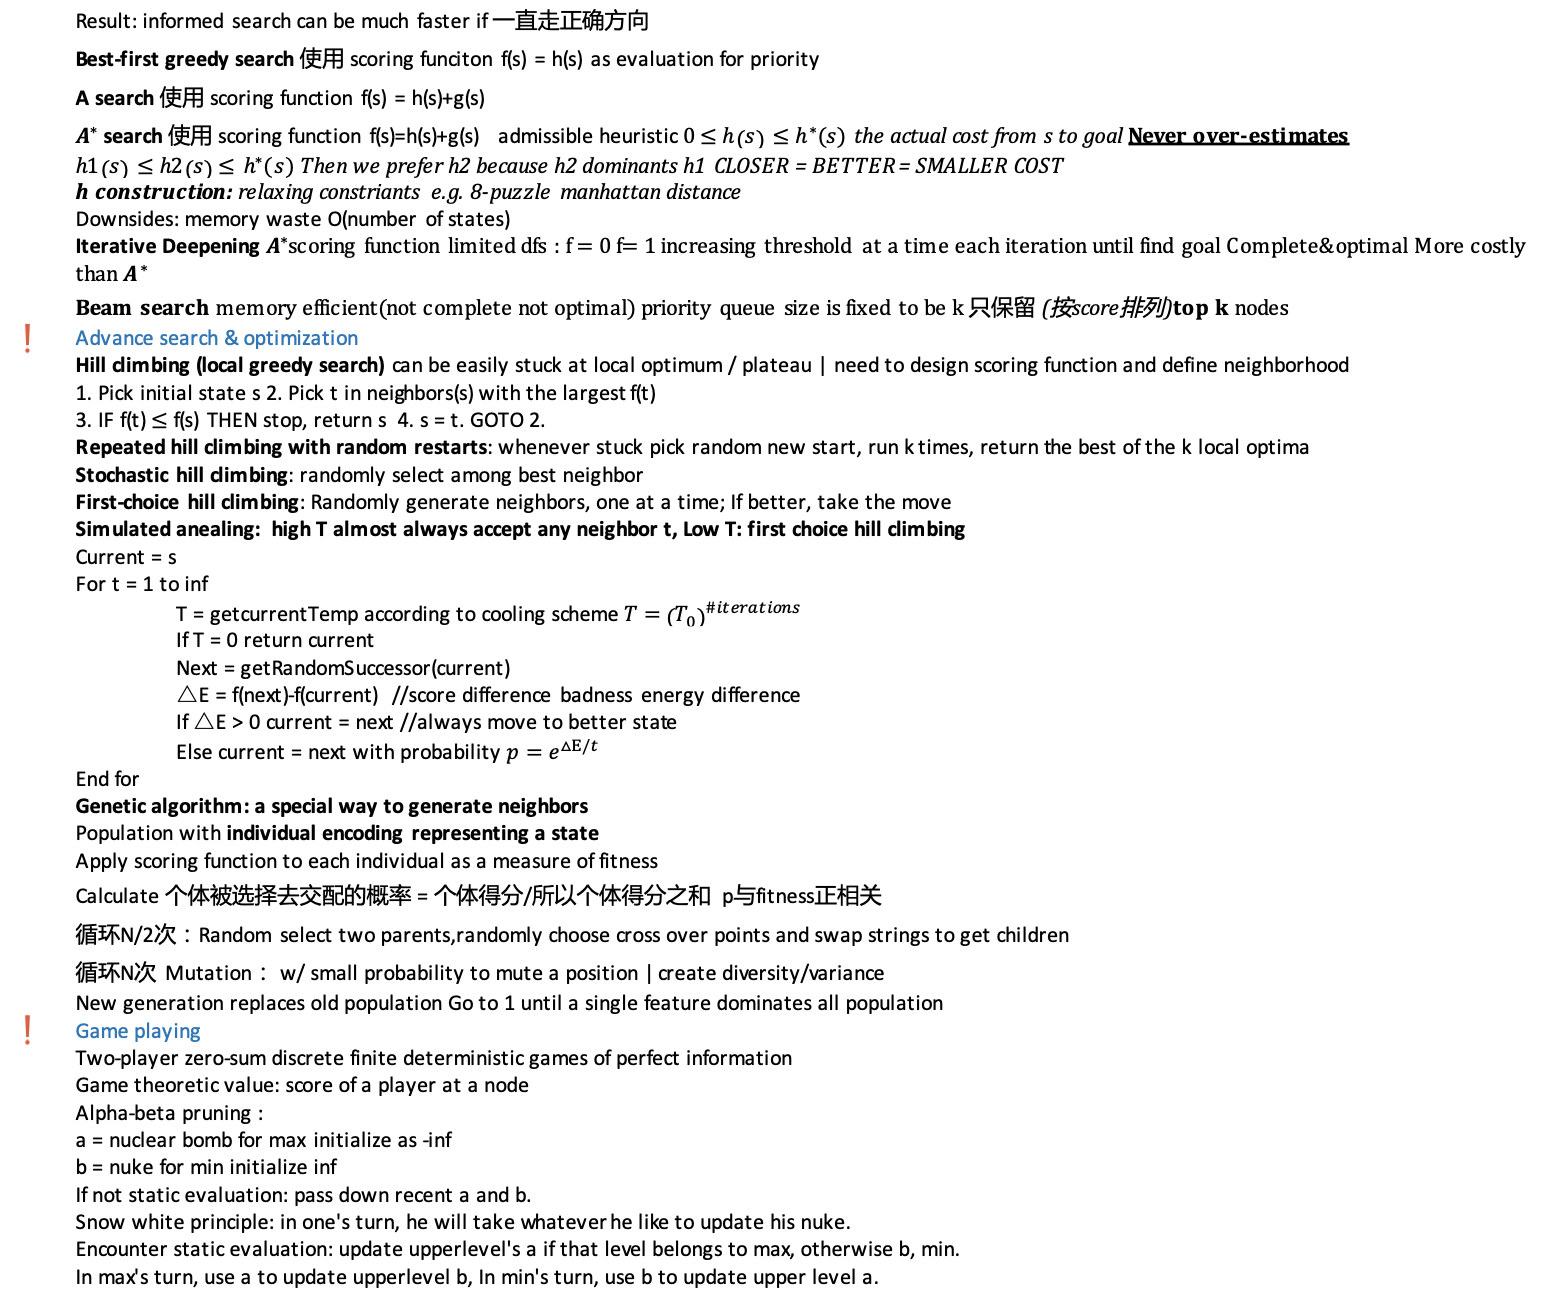 Result: informed search can be much faster if 一直走正确方向
Best-first greedy search 使用 scoring funciton f(s) = h(s) as evaluation for priority
A search 使用 scoring function f(s) = h(s)+g(s)
A* search 使用 scoring function f(s)=h(s)+g(s) admissible heuristic 0 ≤ h(s) ≤ h*(s) the actual cost from s to goal Never over-estimates
h1(s) ≤ h2(s) ≤ h*(s) Then we prefer h2 because h2 dominants h1 CLOSER = BETTER = SMALLER COST
h construction: relaxing constriants e.g. 8-puzzle manhattan distance
Downsides: memory waste O(number of states)
Iterative Deepening A*scoring function limited dfs : f = 0 f= 1 increasing threshold at a time each iteration until find goal Complete&optimal More costly
than A*
Beam search memory efficient(not complete not optimal) priority queue size is fixed to be k 只保留 (按score排列)top k nodes
❗ Advance search & optimization
Hill climbing (local greedy search) can be easily stuck at local optimum / plateau | need to design scoring function and define neighborhood
1. Pick initial state s 2. Pick t in neighbors(s) with the largest f(t)
3. IF f(t) ≤ f(s) THEN stop, return s 4. s = t. GOTO 2.
Repeated hill climbing with random restarts: whenever stuck pick random new start, run k times, return the best of the k local optima
Stochastic hill climbing: randomly select among best neighbor
First-choice hill climbing: Randomly generate neighbors, one at a time; If better, take the move
Simulated anealing: high T almost always accept any neighbor t, Low T: first choice hill climbing
Current = s
For t = 1 to inf
T = getcurrentTemp according to cooling scheme T = (T₀)^#iterations
If T = 0 return current
Next = getRandomSuccessor(current)
△E = f(next)-f(current) //score difference badness energy difference
If △E > 0 current = next //always move to better state
Else current = next with probability p = e^△E/t
End for
Genetic algorithm: a special way to generate neighbors
Population with individual encoding representing a state
Apply scoring function to each individual as a measure of fitness
Calculate 个体被选择去交配的概率 = 个体得分/所以个体得分之和 p与fitness正相关
循环N/2次：Random select two parents,randomly choose cross over points and swap strings to get children
循环N次 Mutation： w/ small probability to mute a position | create diversity/variance
New generation replaces old population Go to 1 until a single feature dominates all population
❗ Game playing
Two-player zero-sum discrete finite deterministic games of perfect information
Game theoretic value: score of a player at a node
Alpha-beta pruning :
a = nuclear bomb for max initialize as -inf
b = nuke for min initialize inf
If not static evaluation: pass down recent a and b.
Snow white principle: in one's turn, he will take whatever he like to update his nuke.
Encounter static evaluation: update upperlevel's a if that level belongs to max, otherwise b, min.
In max's turn, use a to update upperlevel b, In min's turn, use b to update upper level a.